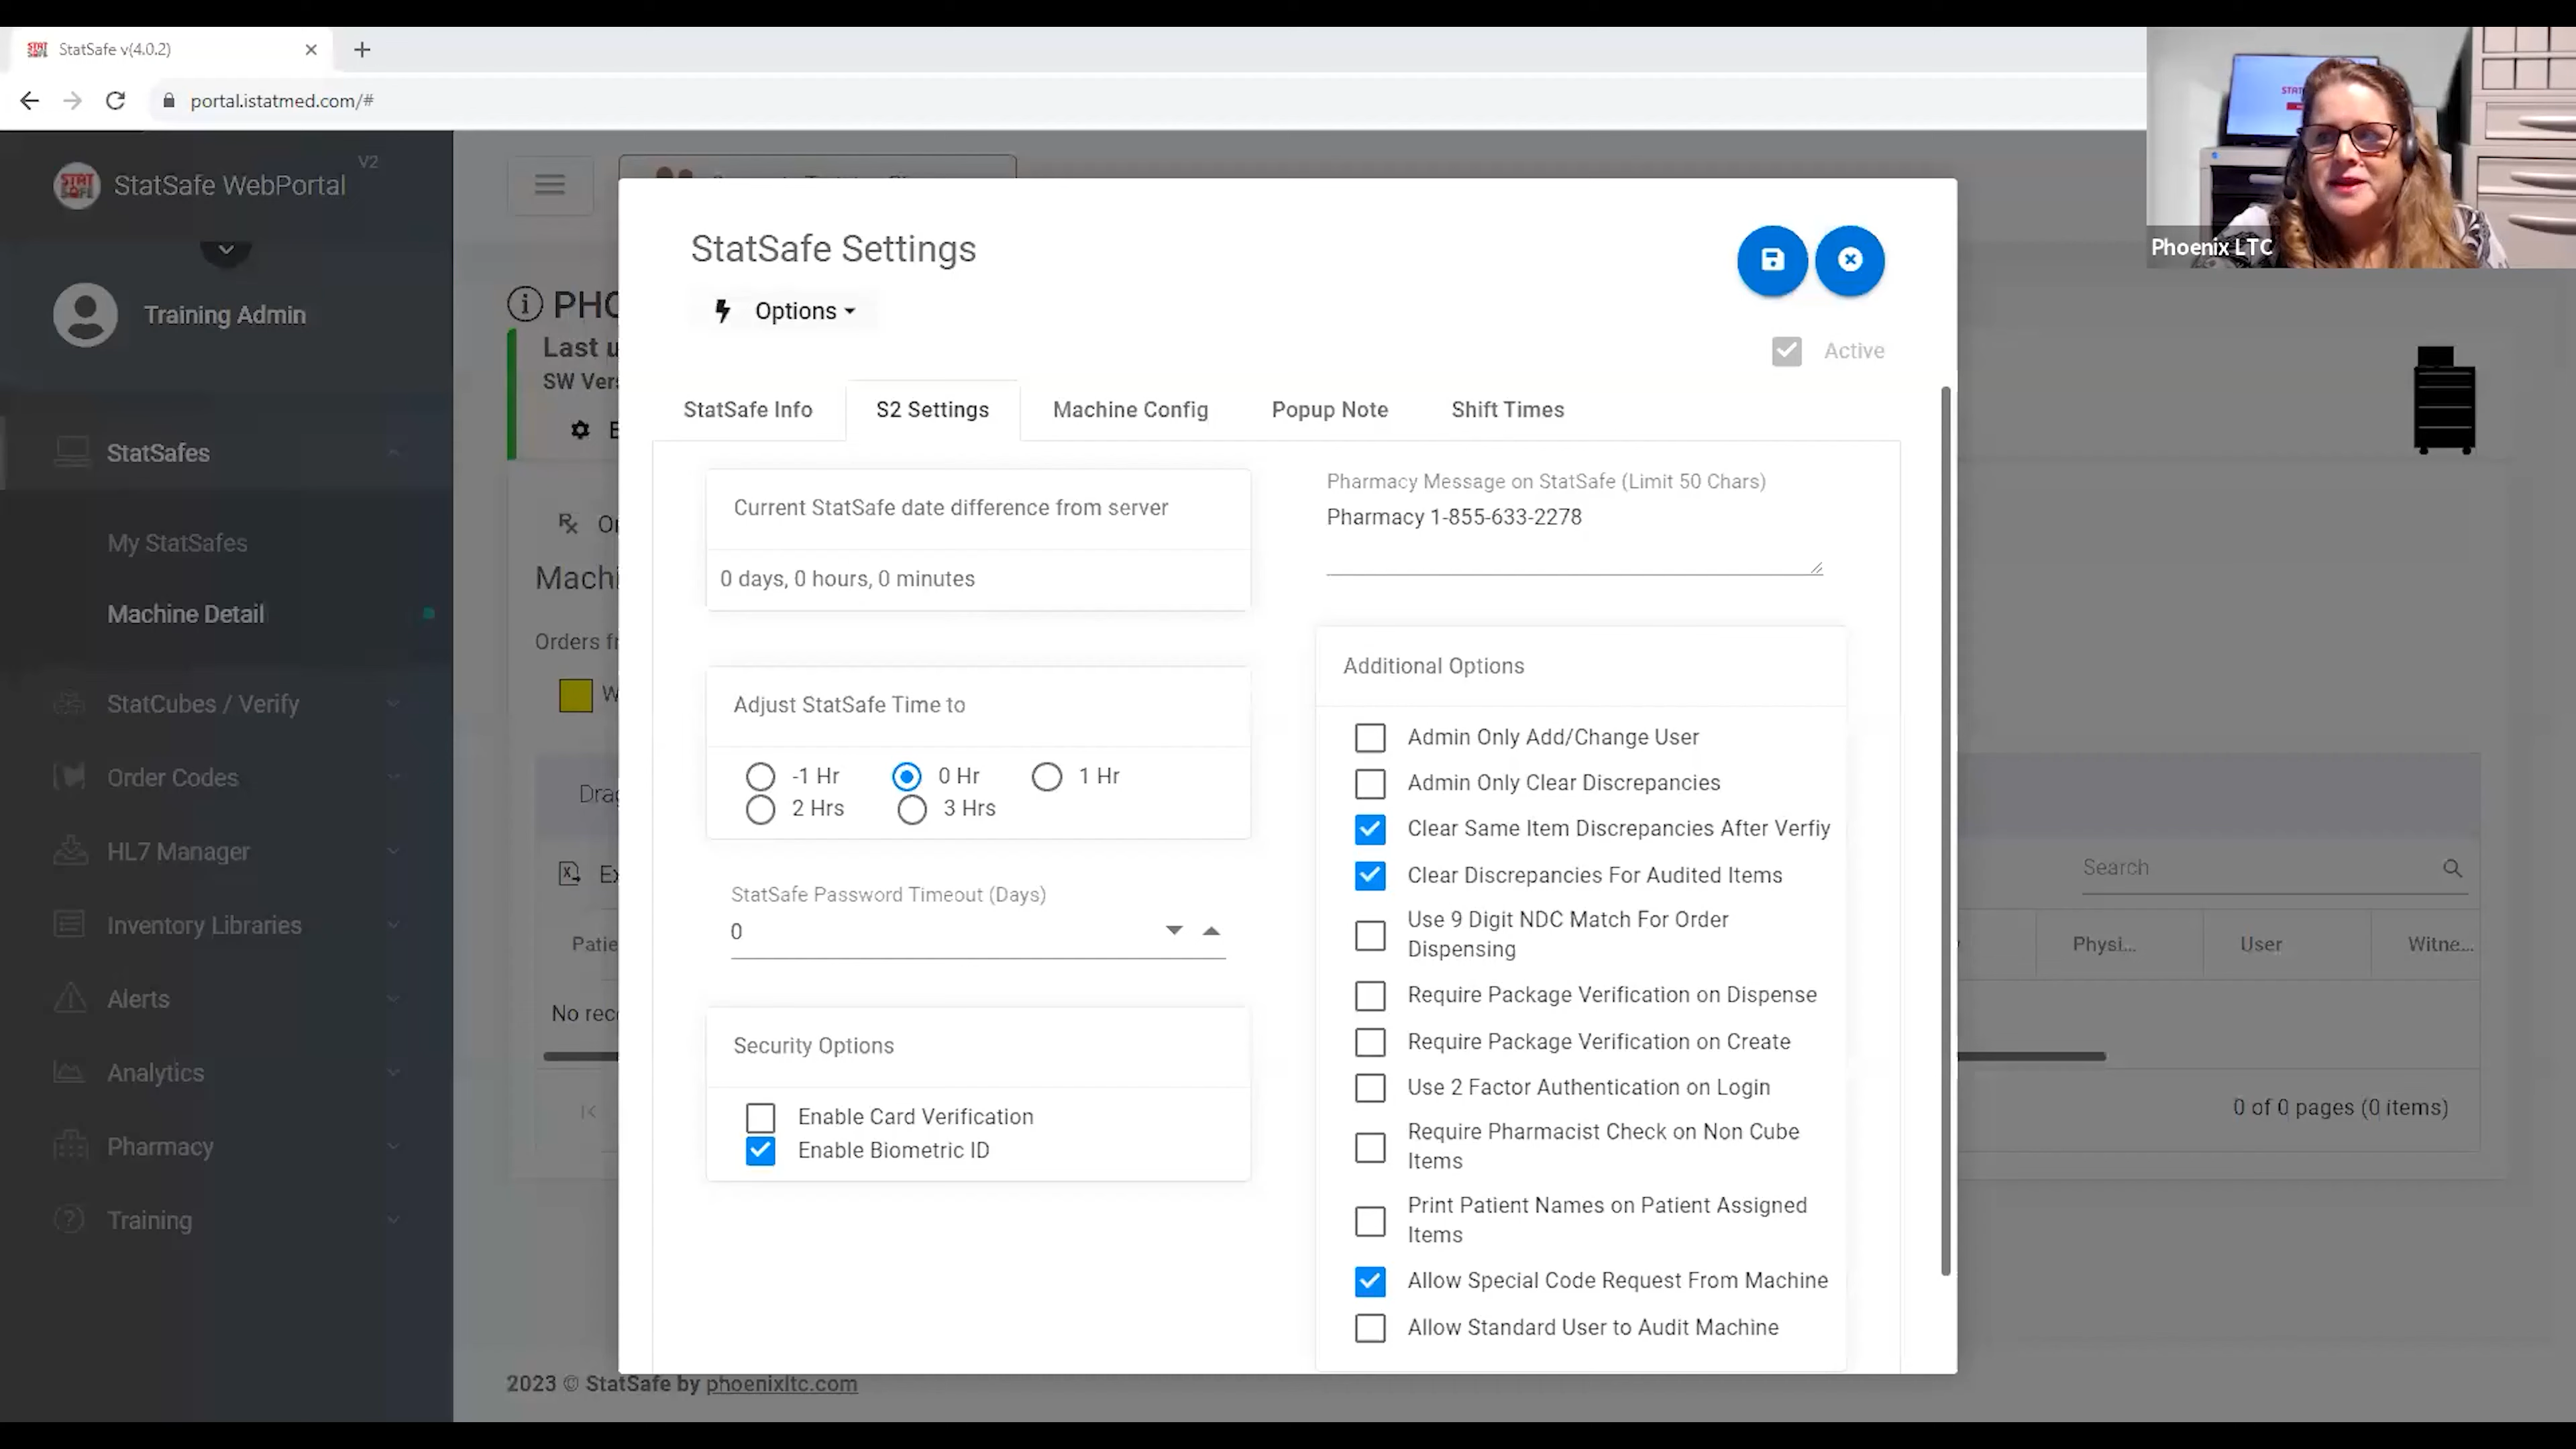 StatSafe v(4.0.2)
portal.istatmed.com/#
StatSafe WebPortal
V2
Training Admin
StatSafes
My StatSafes
Machine Detail
StatCubes / Verify
Order Codes
HL7 Manager
Inventory Libraries
Alerts
Analytics
Pharmacy
Training
PHO
Last u
SW Ver
Machi
Orders f
Patie
No rec
StatSafe Settings
Options
Active
StatSafe Info
S2 Settings
Machine Config
Popup Note
Shift Times
Current StatSafe date difference from server
0 days, 0 hours, 0 minutes
Adjust StatSafe Time to
-1 Hr 0 Hr 1 Hr
2 Hrs 3 Hrs
StatSafe Password Timeout (Days)
0
Security Options
Enable Card Verification
Enable Biometric ID
Pharmacy Message on StatSafe (Limit 50 Chars)
Pharmacy 1-855-633-2278
Additional Options
Admin Only Add/Change User
Admin Only Clear Discrepancies
Clear Same Item Discrepancies After Verfiy
Clear Discrepancies For Audited Items
Use 9 Digit NDC Match For Order
Dispensing
Require Package Verification on Dispense
Require Package Verification on Create
Use 2 Factor Authentication on Login
Require Pharmacist Check on Non Cube
Items
Print Patient Names on Patient Assigned
Items
Allow Special Code Request From Machine
Allow Standard User to Audit Machine
Search
Physi...
User
Witne...
0 of 0 pages (0 items)
2023 © StatSafe by phoenixltc.com
Phoenix LTC